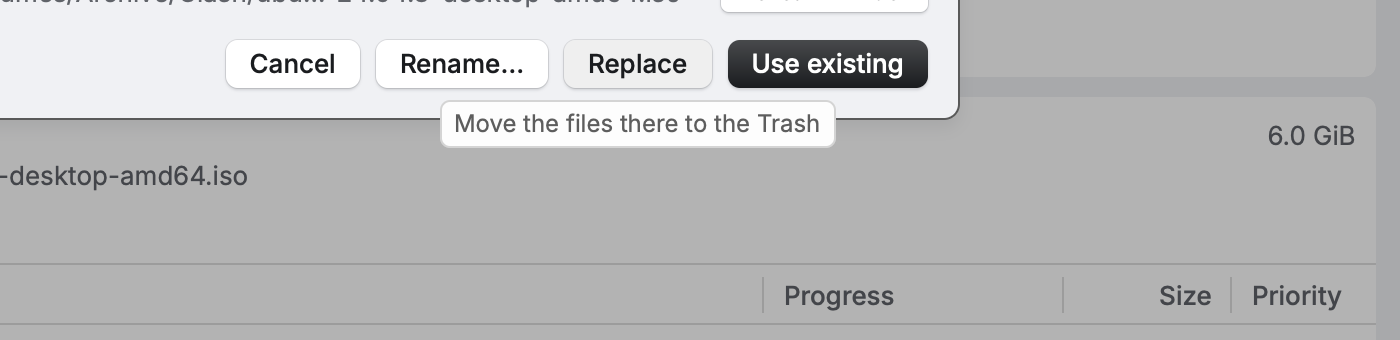 Cancel
Rename...
Replace
Use existing
Move the files there to the Trash
6.0 GiB
-desktop-amd64.iso
Progress
Size
Priority